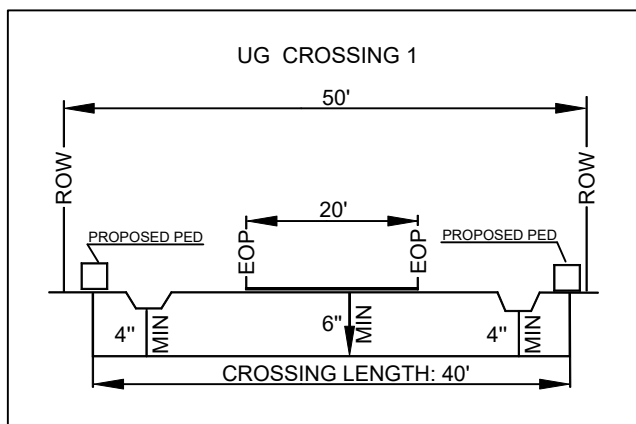 UG CROSSING 1
50'
ROW
ROW
20'
PROPOSED PED
EOP
EOP
PROPOSED PED
4"
MIN
6"
4"
MIN
CROSSING LENGTH: 40'